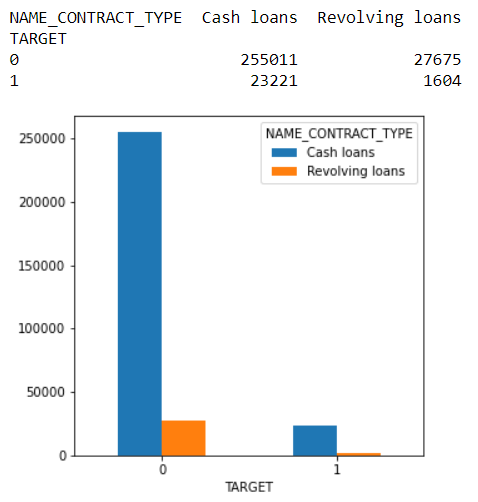 NAME_CONTRACT_TYPE  Cash loans  Revolving loans
TARGET
0                       255011            27675
1                        23221             1604
NAME_CONTRACT_TYPE
Cash loans
Revolving loans
250000
200000
150000
100000
50000
0
0 1
TARGET